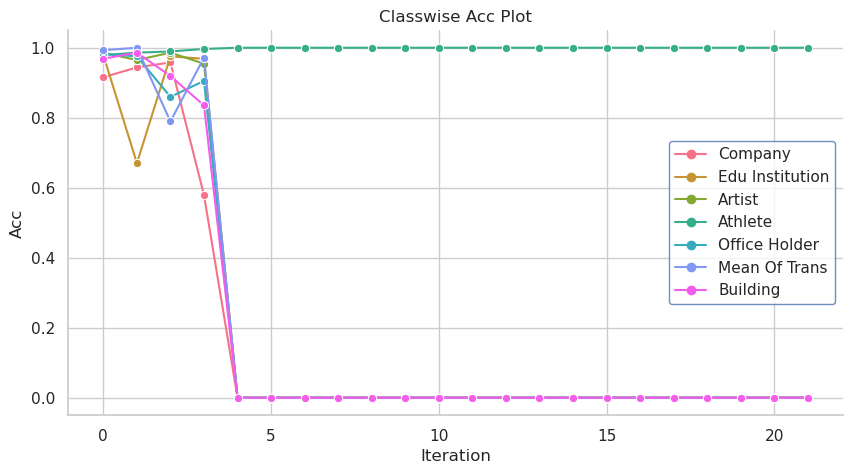 Classwise Acc Plot
1.0
0.8
0.6
0.4
0.2
0.0
Acc
0
5
10
15
20
Iteration
Company
Edu Institution
Artist
Athlete
Office Holder
Mean Of Trans
Building